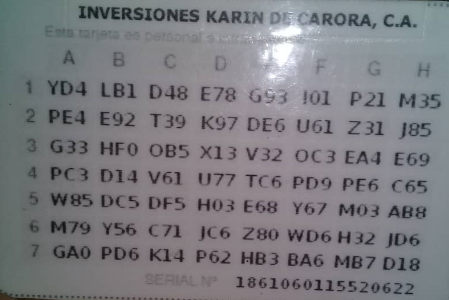 INVERSIONES KARIN DE CARORA, C.A.
Esta tarjeta es personal e
A B C D E F G H
1 YD4 LB1 D48 E78 G93 I01 P21 M35
2 PE4 E92 T39 K97 DE6 U61 Z31 J85
3 G33 HF0 OB5 X13 V32 OC3 EA4 E69
4 PC3 D14 V61 U77 TC6 PD9 PE6 C65
5 W85 DC5 DF5 H03 E68 Y67 M03 AB8
6 M79 Y56 C71 JC6 Z80 WD6 H32 JD6
7 GA0 PD6 K14 P62 HB3 BA6 MB7 D18
SERIAL N° 1861060115520622